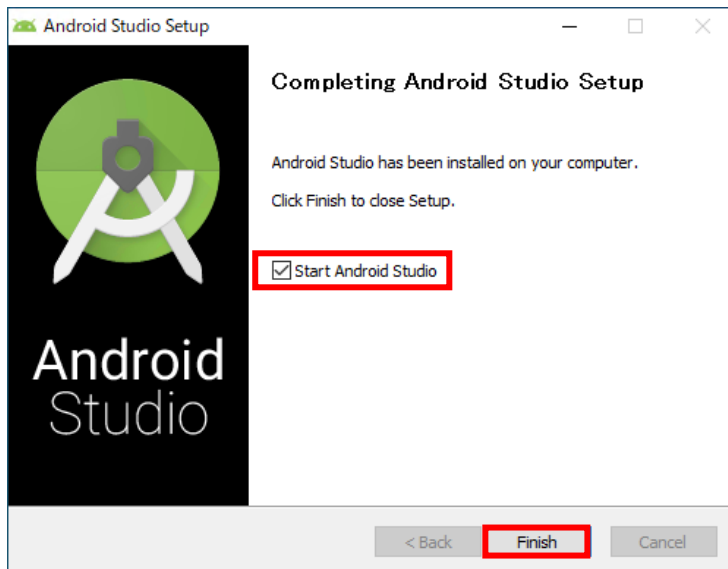 Android Studio Setup
Completing Android Studio Setup
Android Studio has been installed on your computer.
Click Finish to close Setup.
Start Android Studio
Android
Studio
< Back
Finish
Cancel